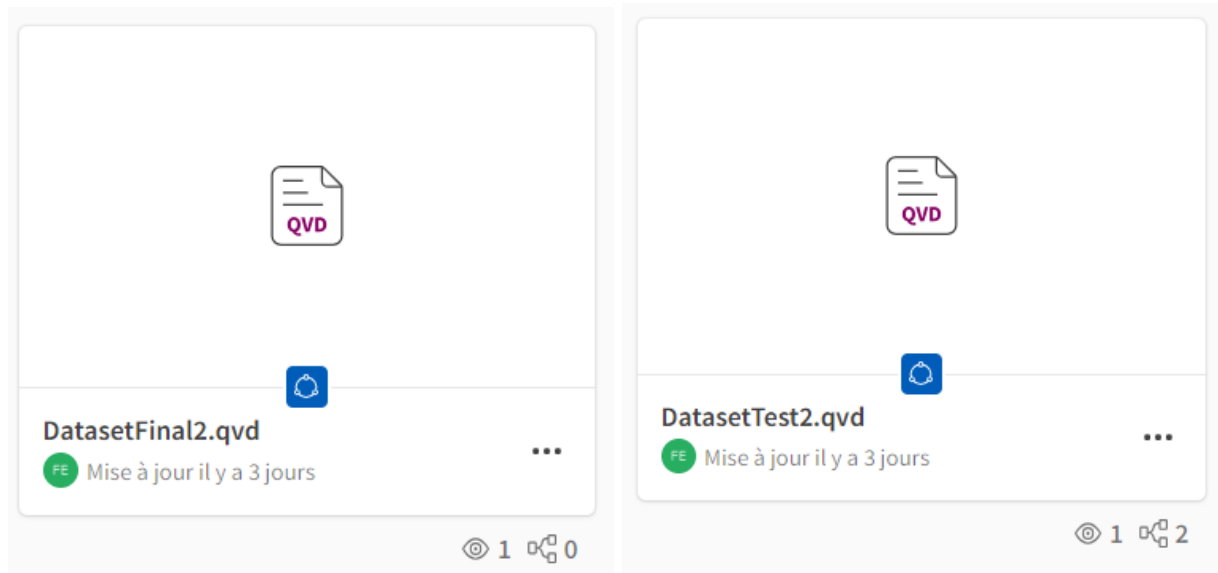 QVD
DatasetFinal2.qvd
FE Mise à jour il y a 3 jours
1 0
QVD
DatasetTest2.qvd
FE Mise à jour il y a 3 jours
1 2